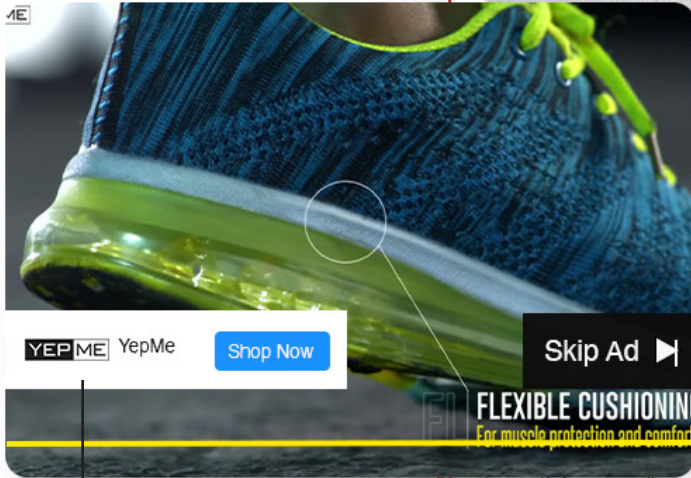 YEPME YepMe
Shop Now
Skip Ad
FLEXIBLE CUSHIONING
For muscle protection and comfort